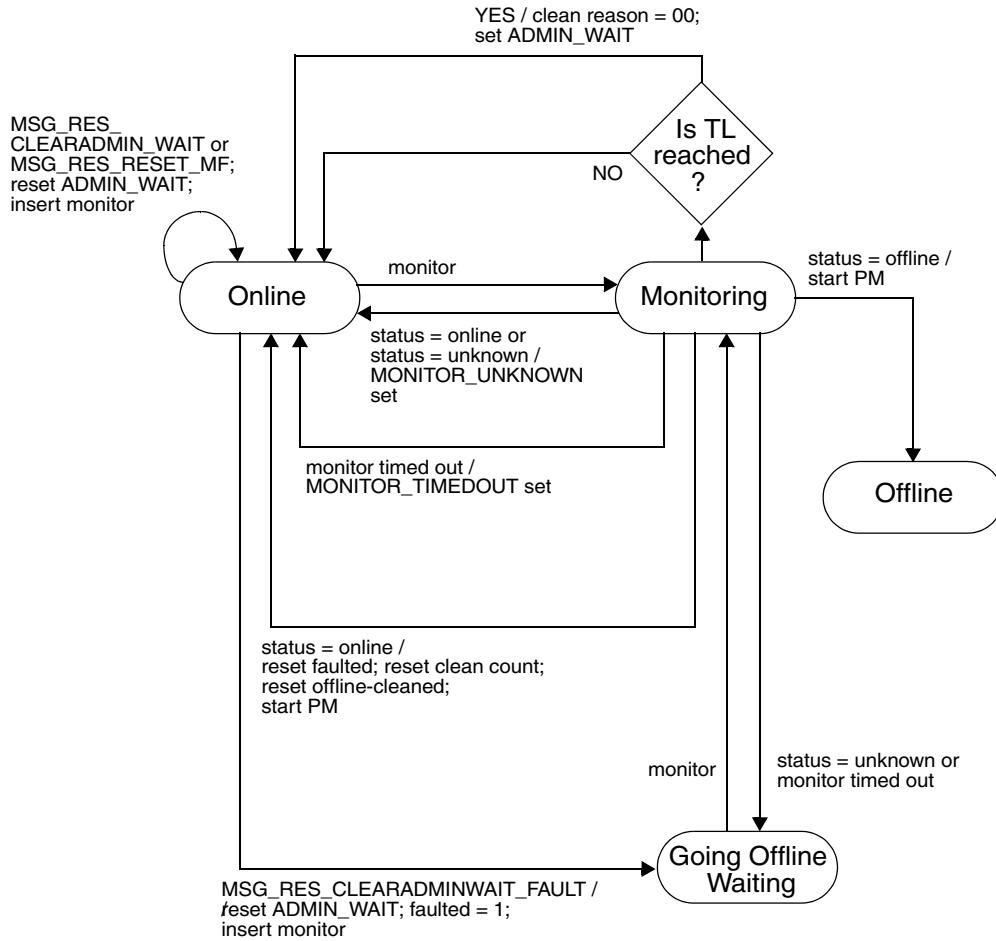 YES / clean reason = 00;
set ADMIN_WAIT
MSG_RES_
CLEARADMIN_WAIT or
MSG_RES_RESET_MF;
reset ADMIN_WAIT;
insert monitor
Is TL
reached
?
NO
monitor
status = offline /
start PM
Online
Monitoring
status = online or
status = unknown /
MONITOR_UNKNOWN
set
monitor timed out /
MONITOR_TIMEDOUT set
Offline
status = online /
reset faulted; reset clean count;
reset offline-cleaned;
start PM
monitor
status = unknown or
monitor timed out
Going Offline
Waiting
MSG_RES_CLEARADMINWAIT_FAULT /
/reset ADMIN_WAIT; faulted = 1;
insert monitor